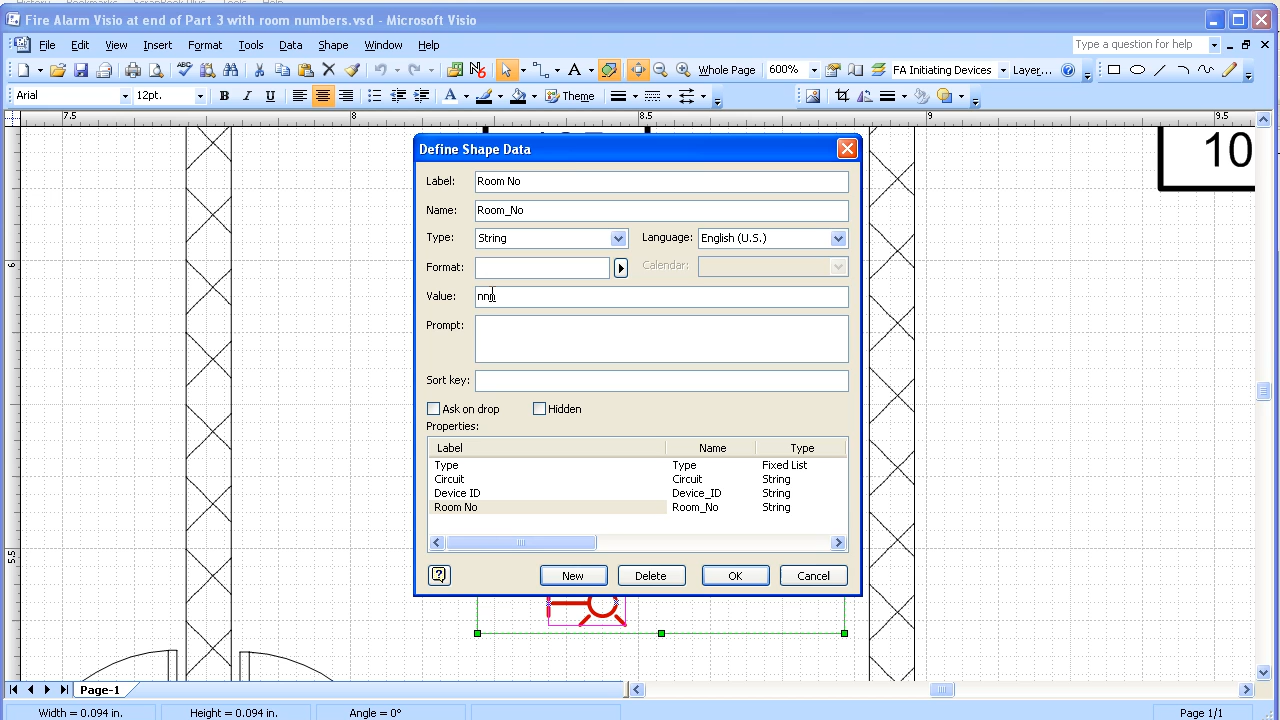 Fire Alarm Visio at end of Part 3 with room numbers.vsd - Microsoft Visio
File Edit View Insert Format Tools Data Shape Window Help
Type a question for help
Whole Page 600% FA Initiating Devices Layer...
Arial 12pt. B I U A Theme
7.5 8 8.5 9 9.5
Define Shape Data
10
Label: Room No
Name: Room_No
Type: String Language: English (U.S.)
6
Format: Calendar:
Value: nnn
Prompt:
Sort key:
Ask on drop Hidden
Properties:
Label Name Type
Type Type Fixed List
Circuit Circuit String
Device ID Device_ID String
Room No Room_No String
5.5
New Delete OK Cancel
Page-1
Width = 0.094 in. Height = 0.094 in. Angle = 0° Page 1/1